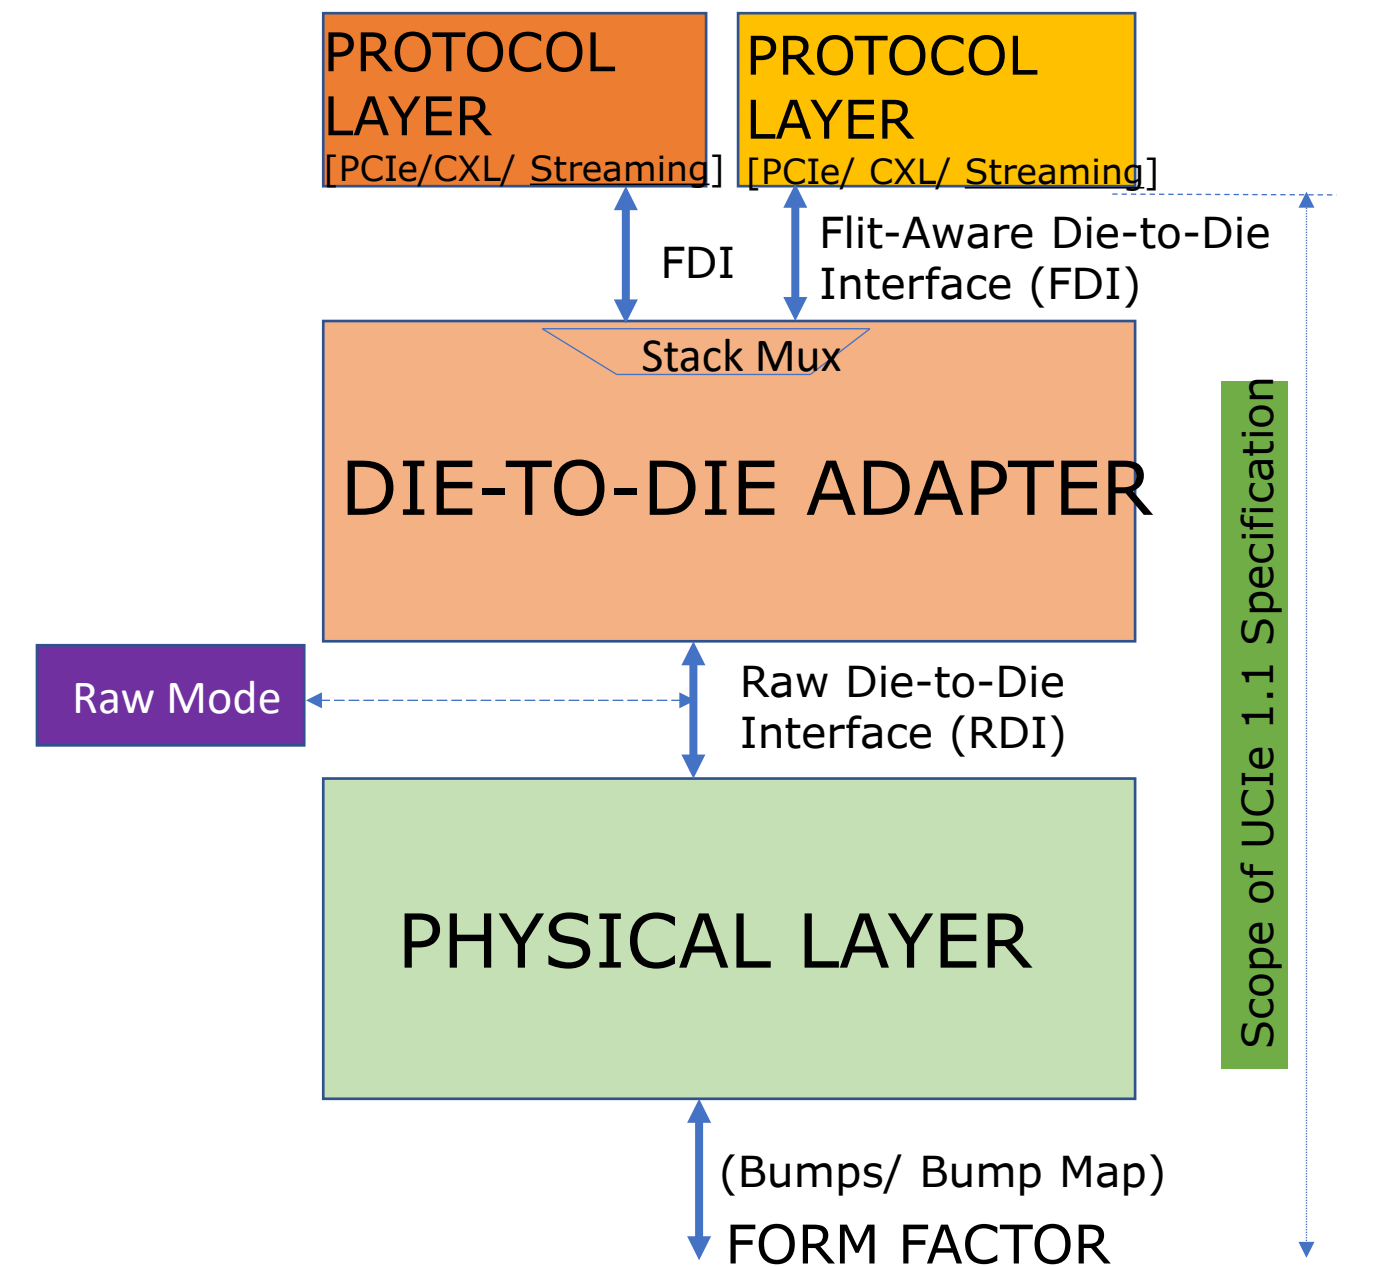 PROTOCOL
LAYER
[PCIe/CXL/ Streaming]
PROTOCOL
LAYER
[PCIe/ CXL/ Streaming]
FDI
Flit-Aware Die-to-Die
Interface (FDI)
Stack Mux
DIE-TO-DIE ADAPTER
Raw Mode
Raw Die-to-Die
Interface (RDI)
PHYSICAL LAYER
(Bumps/ Bump Map)
FORM FACTOR
Scope of UCIe 1.1 Specification